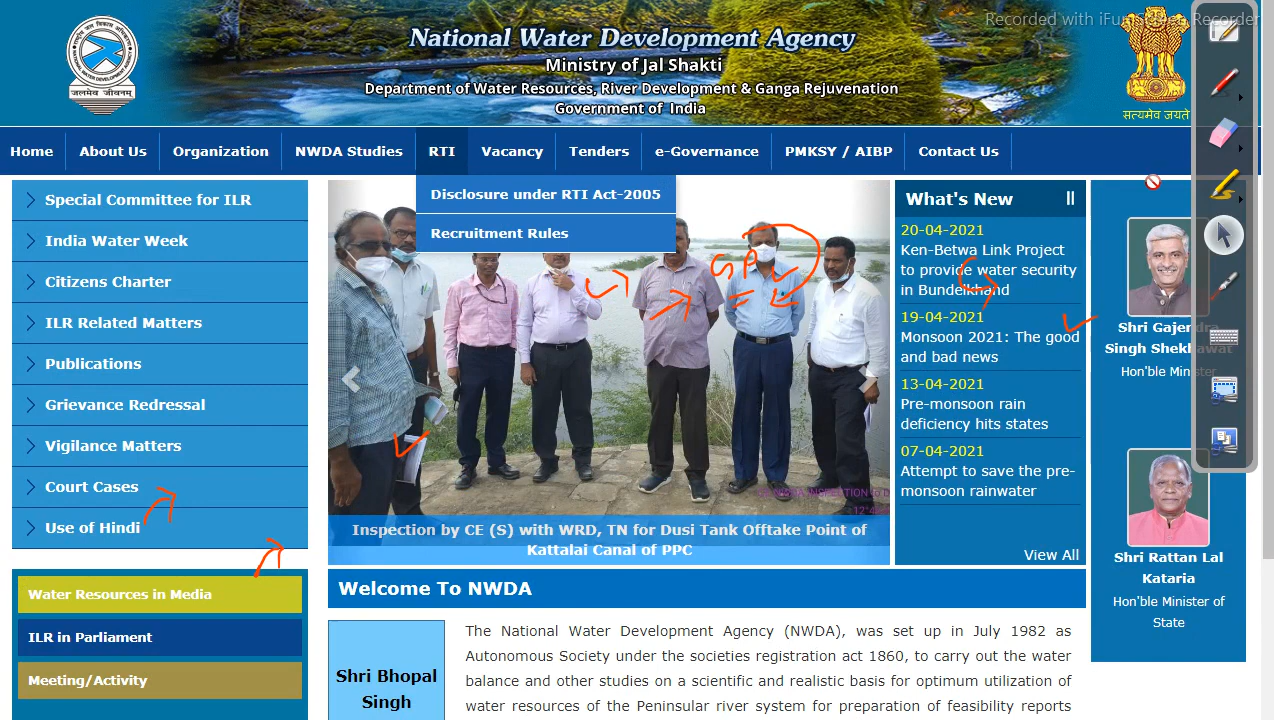 Recorded with iFun Screen Recorder
National Water Development Agency
Ministry of Jal Shakti
Department of Water Resources, River Development & Ganga Rejuvenation
Government of India
जलमेव जीवनम्
सत्यमेव जयते
Home
About Us
Organization
NWDA Studies
RTI
Vacancy
Tenders
e-Governance
PMKSY / AIBP
Contact Us
Disclosure under RTI Act-2005
Recruitment Rules
Special Committee for ILR
India Water Week
Citizens Charter
ILR Related Matters
Publications
Grievance Redressal
Vigilance Matters
Court Cases
Use of Hindi
Water Resources in Media
ILR in Parliament
Meeting/Activity
Inspection by CE (S) with WRD, TN for Dusi Tank Offtake Point of
Kattalai Canal of PPC
What's New
20-04-2021
Ken-Betwa Link Project
to provide water security
in Bundelkhand
19-04-2021
Monsoon 2021: The good
and bad news
13-04-2021
Pre-monsoon rain
deficiency hits states
07-04-2021
Attempt to save the pre-
monsoon rainwater
View All
Shri Gajendra
Singh Shekhawat
Hon'ble Minister
Shri Rattan Lal
Kataria
Hon'ble Minister of
State
Welcome To NWDA
Shri Bhopal
Singh
The National Water Development Agency (NWDA), was set up in July 1982 as
Autonomous Society under the societies registration act 1860, to carry out the water
balance and other studies on a scientific and realistic basis for optimum utilization of
water resources of the Peninsular river system for preparation of feasibility reports